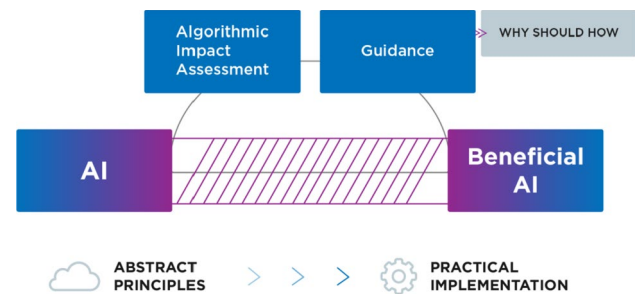 Algorithmic
Impact
Assessment
Guidance
WHY SHOULD HOW
AI
Beneficial
AI
ABSTRACT
PRINCIPLES
PRACTICAL
IMPLEMENTATION